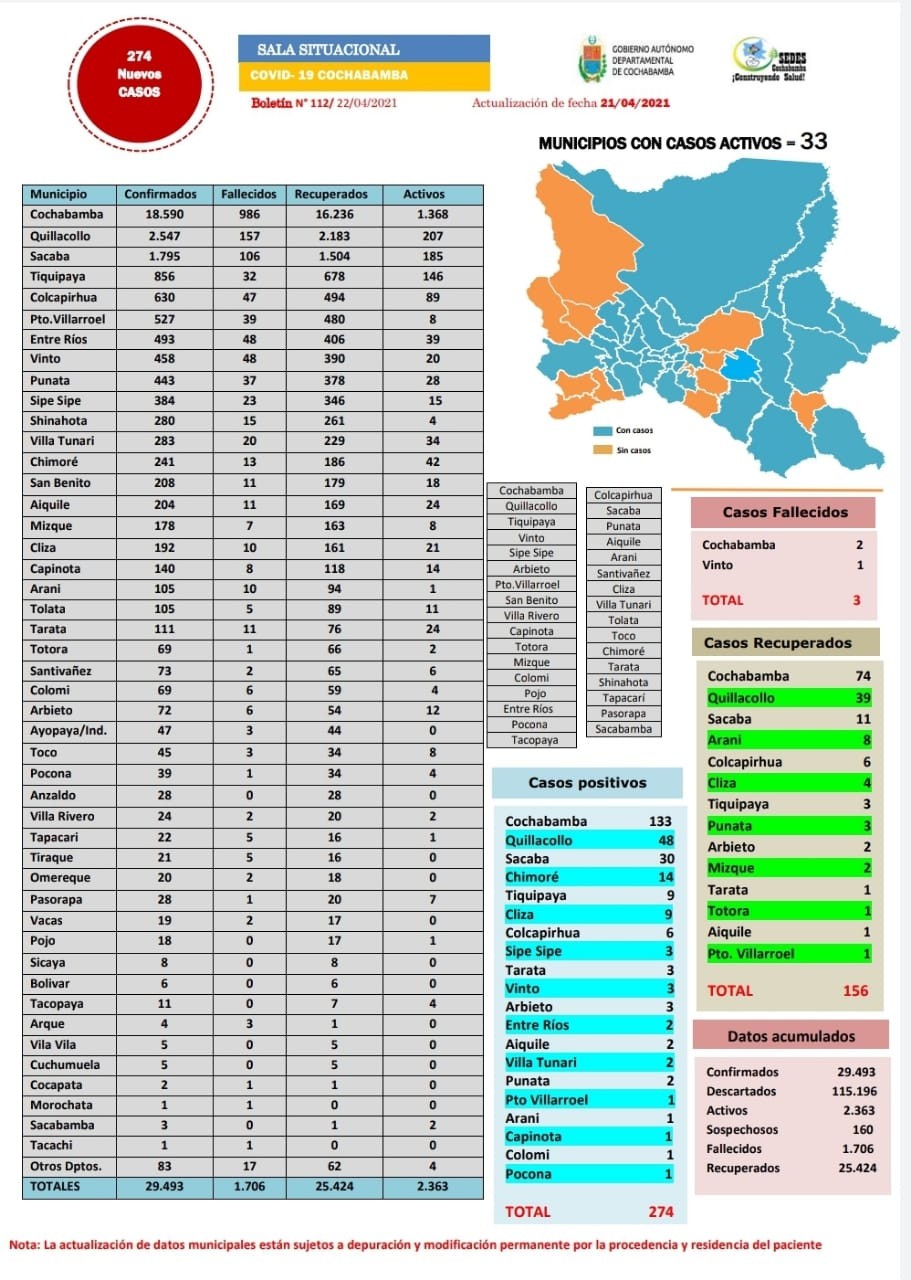 274
Nuevos
CASOS
SALA SITUACIONAL
COVID- 19 COCHABAMBA
Boletín N° 112/ 22/04/2021
Actualización de fecha 21/04/2021
GOBIERNO AUTÓNOMO
DEPARTAMENTAL
DE COCHABAMBA
SEDES
Cochabamba
¡Construyendo Salud!
MUNICIPIOS CON CASOS ACTIVOS = 33
Municipio Confirmados Fallecidos Recuperados Activos
Cochabamba 18.590 986 16.236 1.368
Quillacollo 2.547 157 2.183 207
Sacaba 1.795 106 1.504 185
Tiquipaya 856 32 678 146
Colcapirhua 630 47 494 89
Pto.Villarroel 527 39 480 8
Entre Ríos 493 48 406 39
Vinto 458 48 390 20
Punata 443 37 378 28
Sipe Sipe 384 23 346 15
Shinahota 280 15 261 4
Villa Tunari 283 20 229 34
Chimoré 241 13 186 42
San Benito 208 11 179 18
Aiquile 204 11 169 24
Mizque 178 7 163 8
Cliza 192 10 161 21
Capinota 140 8 118 14
Arani 105 10 94 1
Tolata 105 5 89 11
Tarata 111 11 76 24
Totora 69 1 66 2
Santivañez 73 2 65 6
Colomi 69 6 59 4
Arbieto 72 6 54 12
Ayopaya/Ind. 47 3 44 0
Toco 45 3 34 8
Pocona 39 1 34 4
Anzaldo 28 0 28 0
Villa Rivero 24 2 20 2
Tapacarí 22 5 16 1
Tiraque 21 5 16 0
Omereque 20 2 18 0
Pasorapa 28 1 20 7
Vacas 19 2 17 0
Pojo 18 0 17 1
Sicaya 8 0 8 0
Bolivar 6 0 6 0
Tacopaya 11 0 7 4
Arque 4 3 1 0
Vila Vila 5 0 5 0
Cuchumuela 5 0 5 0
Cocapata 2 1 1 0
Morochata 1 1 0 0
Sacabamba 3 0 1 2
Tacachi 1 1 0 0
Otros Dptos. 83 17 62 4
TOTALES 29.493 1.706 25.424 2.363
Con casos
Sin casos
Cochabamba
Quillacollo
Tiquipaya
Vinto
Sipe Sipe
Arbieto
Pto.Villarroel
San Benito
Villa Rivero
Capinota
Totora
Mizque
Colomi
Pojo
Entre Ríos
Pocona
Tacopaya
Colcapirhua
Sacaba
Punata
Aiquile
Arani
Santivañez
Cliza
Villa Tunari
Tolata
Toco
Chimoré
Tarata
Shinahota
Tapacarí
Pasorapa
Sacabamba
Casos positivos
Cochabamba 133
Quillacollo 48
Sacaba 30
Chimoré 14
Tiquipaya 9
Cliza 9
Colcapirhua 6
Sipe Sipe 3
Tarata 3
Vinto 3
Arbieto 3
Entre Ríos 2
Aiquile 2
Villa Tunari 2
Punata 2
Pto Villarroel 1
Arani 1
Capinota 1
Colomi 1
Pocona 1
TOTAL 274
Casos Fallecidos
Cochabamba 2
Vinto 1
TOTAL 3
Casos Recuperados
Cochabamba 74
Quillacollo 39
Sacaba 11
Arani 8
Colcapirhua 6
Cliza 4
Tiquipaya 3
Punata 3
Arbieto 2
Mizque 2
Tarata 1
Totora 1
Aiquile 1
Pto. Villarroel 1
TOTAL 156
Datos acumulados
Confirmados 29.493
Descartados 115.196
Activos 2.363
Sospechosos 160
Fallecidos 1.706
Recuperados 25.424
Nota: La actualización de datos municipales están sujetos a depuración y modificación permanente por la procedencia y residencia del paciente